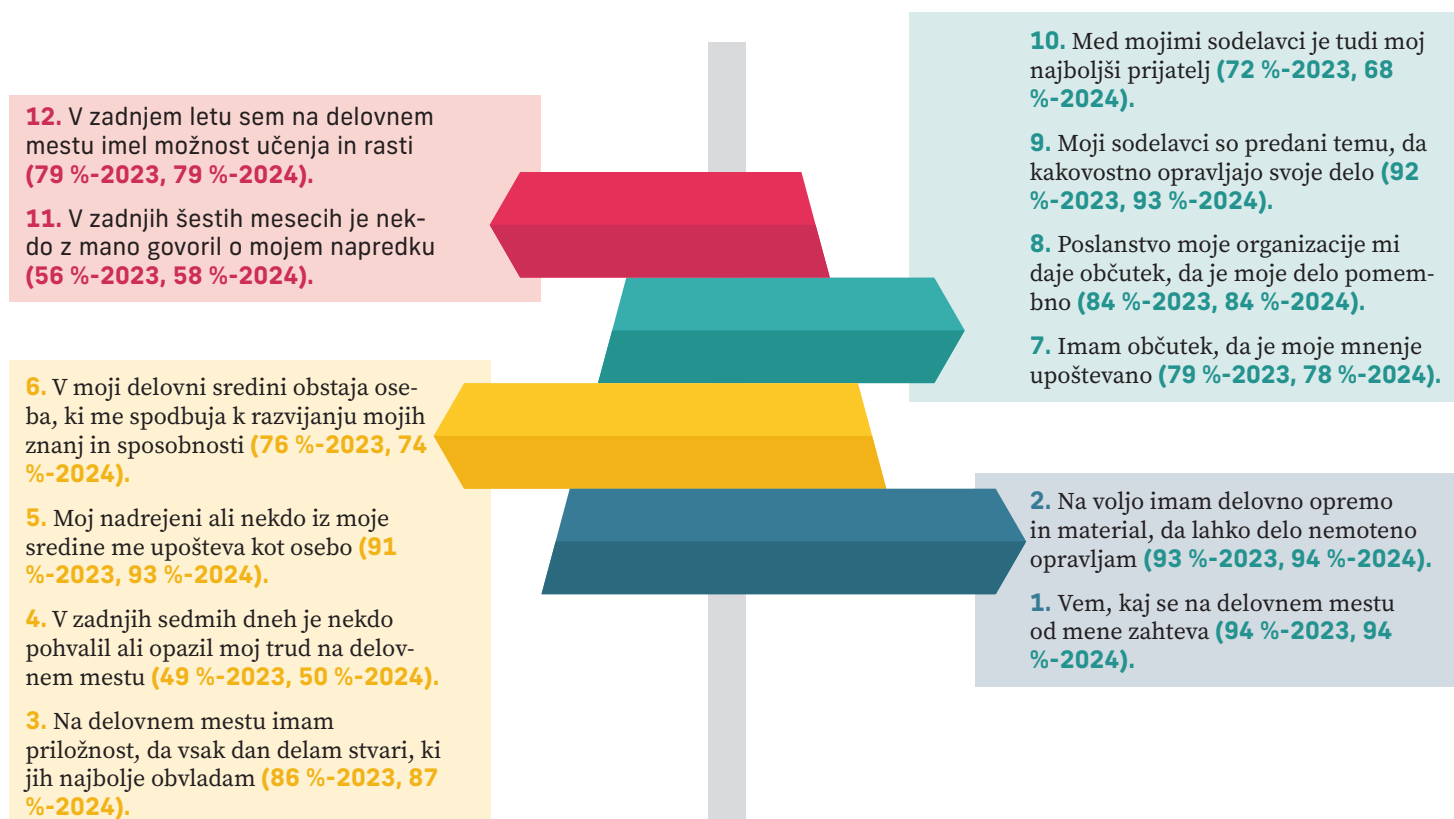 12. V zadnjem letu sem na delovnem
mestu imel možnost učenja in rasti
(79 %-2023, 79 %-2024).
11. V zadnjih šestih mesecih je nek-
do z mano govoril o mojem napredku
(56 %-2023, 58 %-2024).
10. Med mojimi sodelavci je tudi moj
najboljši prijatelj (72 %-2023, 68
%-2024).
9. Moji sodelavci so predani temu, da
kakovostno opravljajo svoje delo (92
%-2023, 93 %-2024).
8. Poslanstvo moje organizacije mi
daje občutek, da je moje delo pomem-
bno (84 %-2023, 84 %-2024).
7. Imam občutek, da je moje mnenje
upoštevano (79 %-2023, 78 %-2024).
6. V moji delovni sredini obstaja ose-
ba, ki me spodbuja k razvijanju mojih
znanj in sposobnosti (76 %-2023, 74
%-2024).
5. Moj nadrejeni ali nekdo iz moje
sredine me upošteva kot osebo (91
%-2023, 93 %-2024).
4. V zadnjih sedmih dneh je nekdo
pohvalil ali opazil moj trud na delov-
nem mestu (49 %-2023, 50 %-2024).
3. Na delovnem mestu imam
priložnost, da vsak dan delam stvari, ki
jih najbolje obvladam (86 %-2023, 87
%-2024).
2. Na voljo imam delovno opremo
in material, da lahko delo nemoteno
opravljam (93 %-2023, 94 %-2024).
1. Vem, kaj se na delovnem mestu
od mene zahteva (94 %-2023, 94
%-2024).